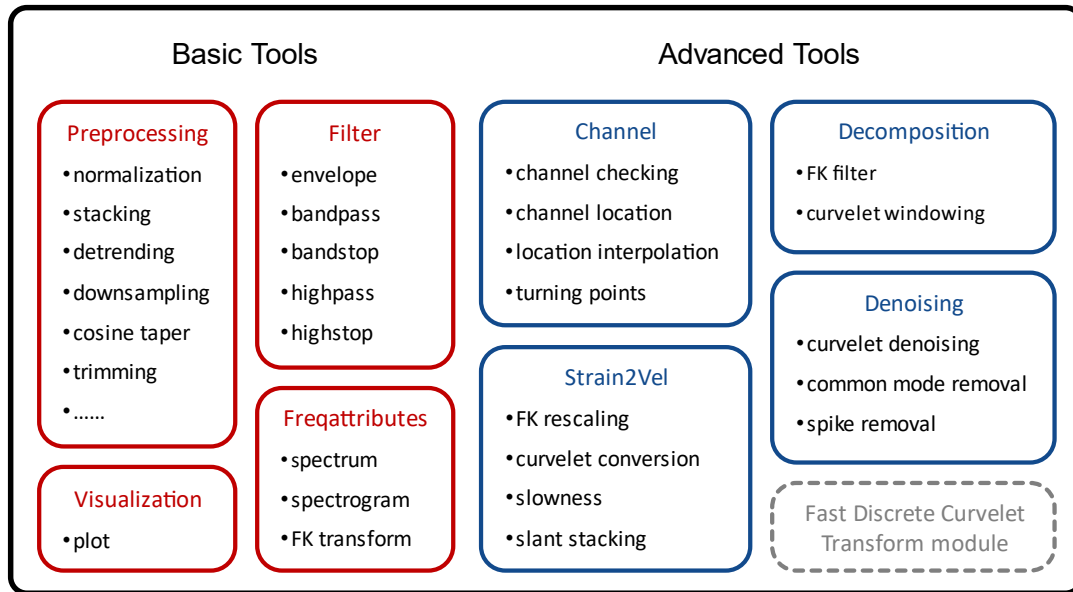 Basic Tools
Preprocessing
•normalization
•stacking
•detrending
•downsampling
•cosine taper
•trimming
•......
Visualization
•plot
Filter
•envelope
•bandpass
•bandstop
•highpass
•highstop
Freqattributes
•spectrum
•spectrogram
•FK transform
Advanced Tools
Channel
•channel checking
•channel location
•location interpolation
•turning points
Strain2Vel
•FK rescaling
•curvelet conversion
•slowness
•slant stacking
Decomposition
•FK filter
•curvelet windowing
Denoising
•curvelet denoising
•common mode removal
•spike removal
Fast Discrete Curvelet
Transform module